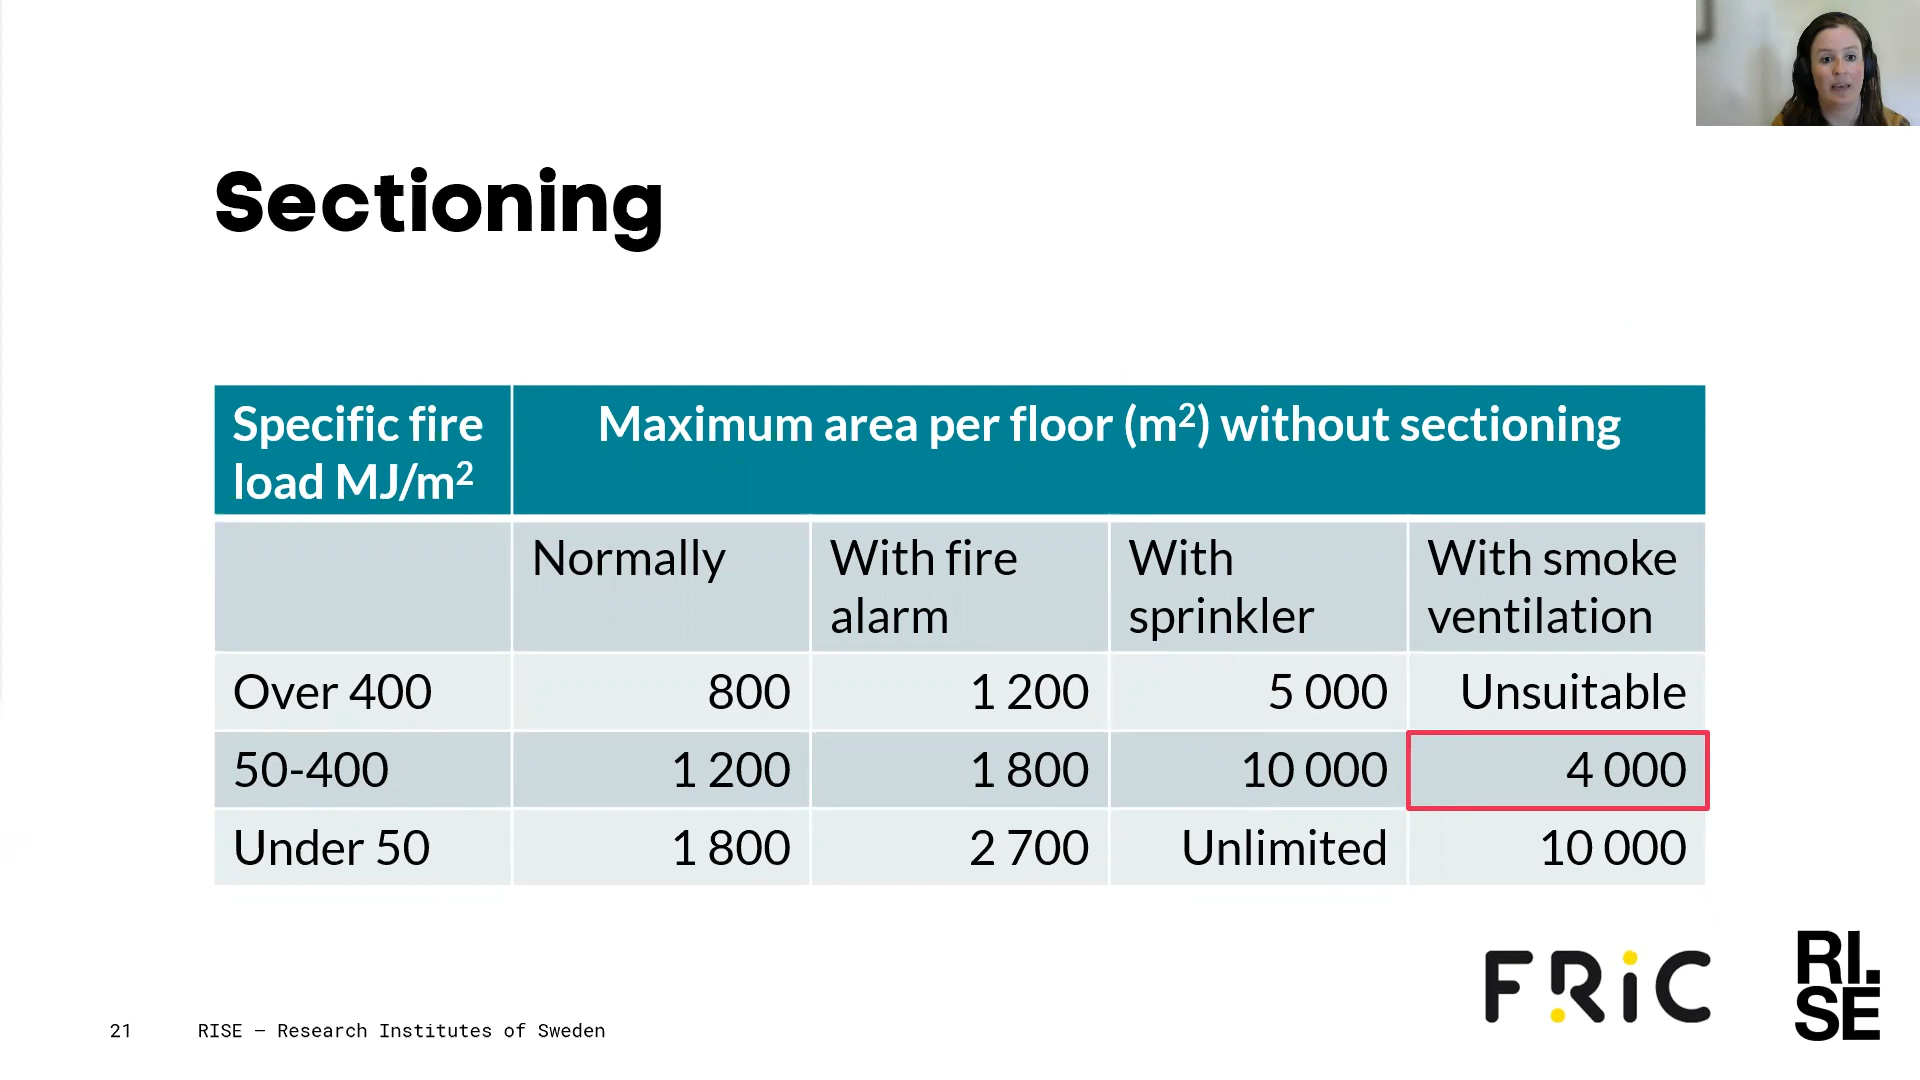 Sectioning
Specific fire
load MJ/m²
Maximum area per floor (m²) without sectioning
Normally
With fire
alarm
With
sprinkler
With smoke
ventilation
Over 400
800
1 200
5 000
Unsuitable
50-400
1 200
1 800
10 000
4 000
Under 50
1 800
2 700
Unlimited
10 000
FRiC
RI.
SE
21
RISE — Research Institutes of Sweden